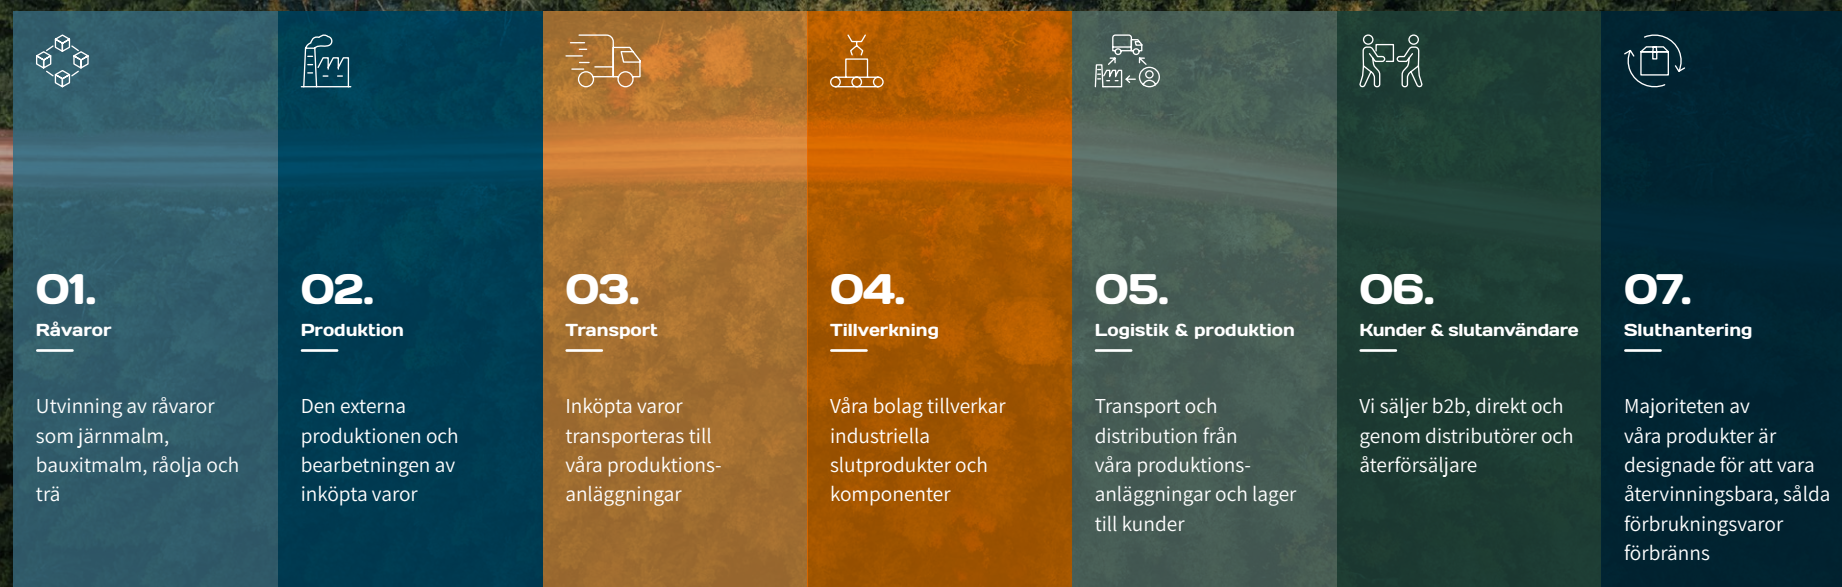 01.
Råvaror
Utvinning av råvaror
som järnmalm,
bauxitmalm, råolja och
trä
02.
Produktion
Den externa
produktionen och
bearbetningen av
inköpta varor
03.
Transport
Inköpta varor
transporteras till
våra produktions-
anläggningar
04.
Tillverkning
Våra bolag tillverkar
industriella
slutprodukter och
komponenter
05.
Logistik & produktion
Transport och
distribution från
våra produktions-
anläggningar och lager
till kunder
06.
Kunder & slutanvändare
Vi säljer b2b, direkt och
genom distributörer och
återförsäljare
07.
Sluthantering
Majoriteten av
våra produkter är
designade för att vara
återvinningsbara, sålda
förbrukningsvaror
förbränns